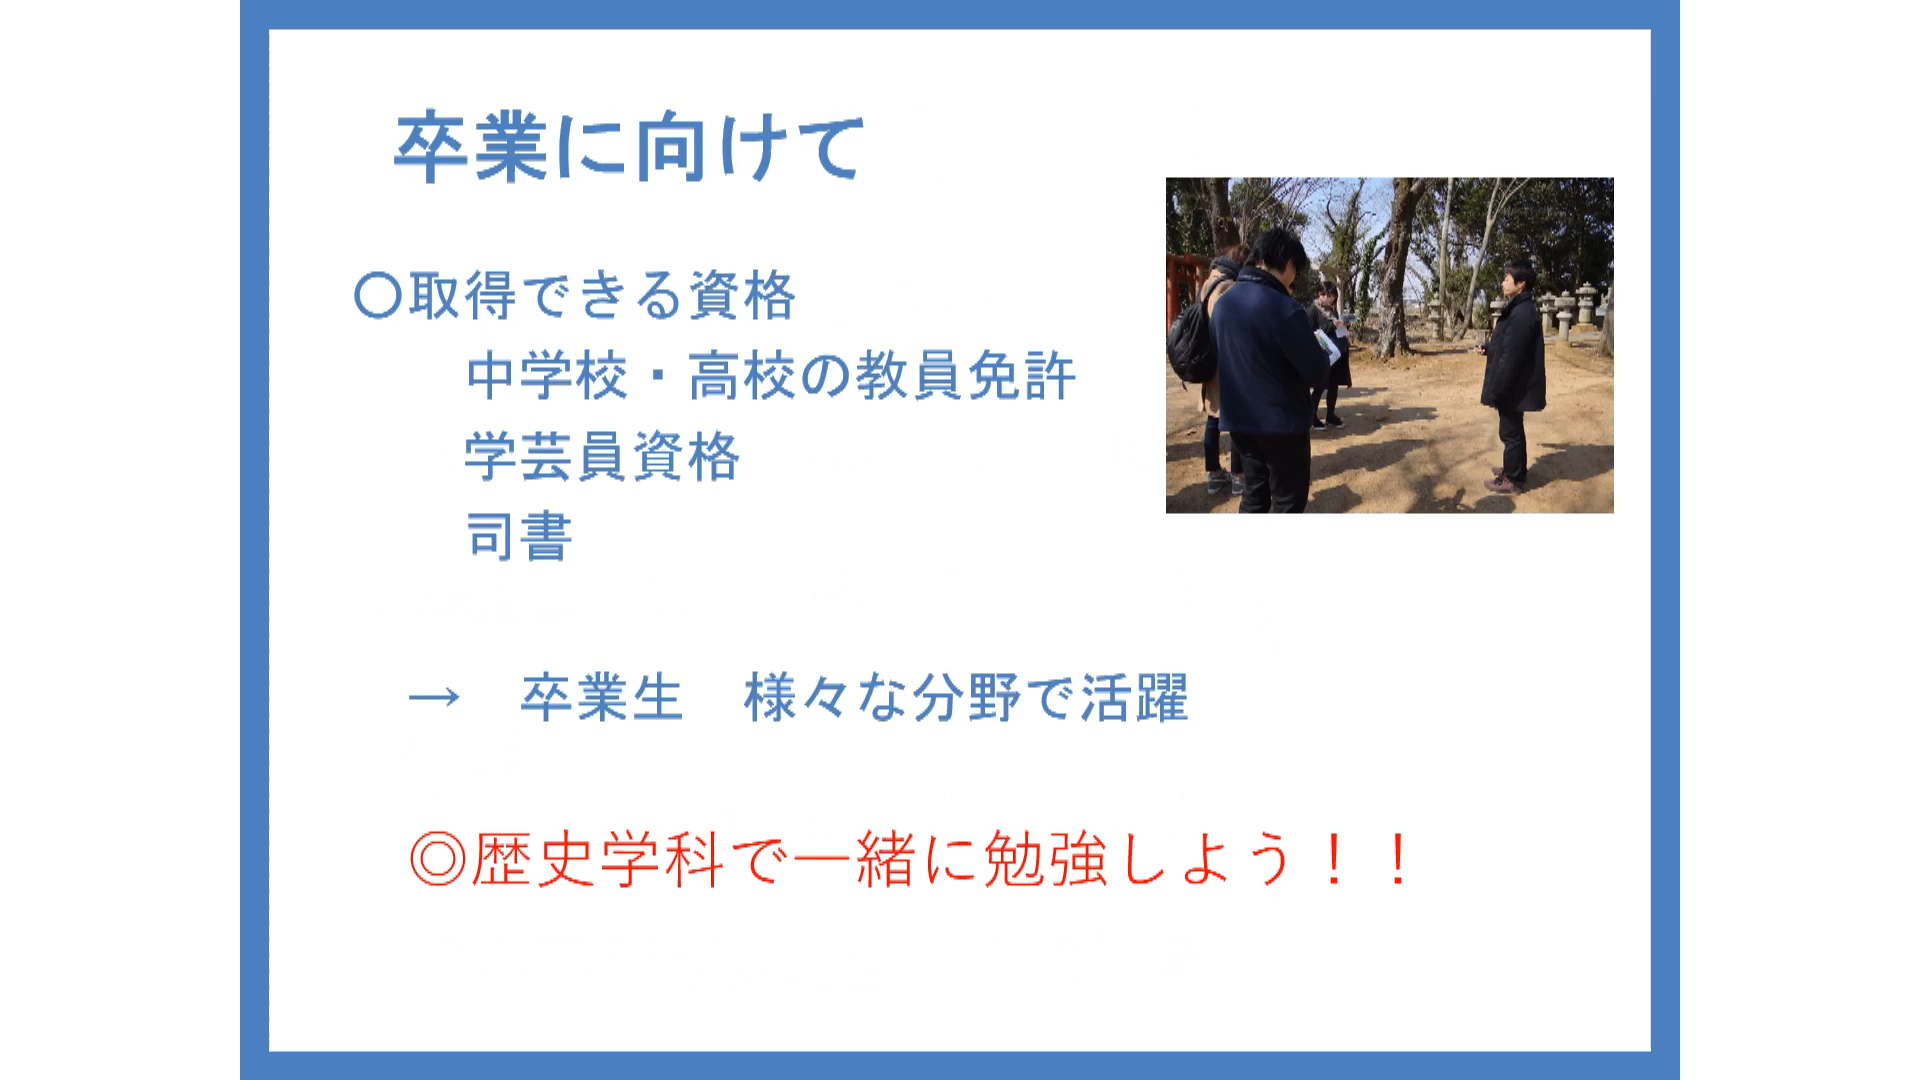 卒業に向けて
〇取得できる資格
中学校・高校の教員免許
学芸員資格
司書
→　卒業生　様々な分野で活躍
◎歴史学科で一緒に勉強しよう！！